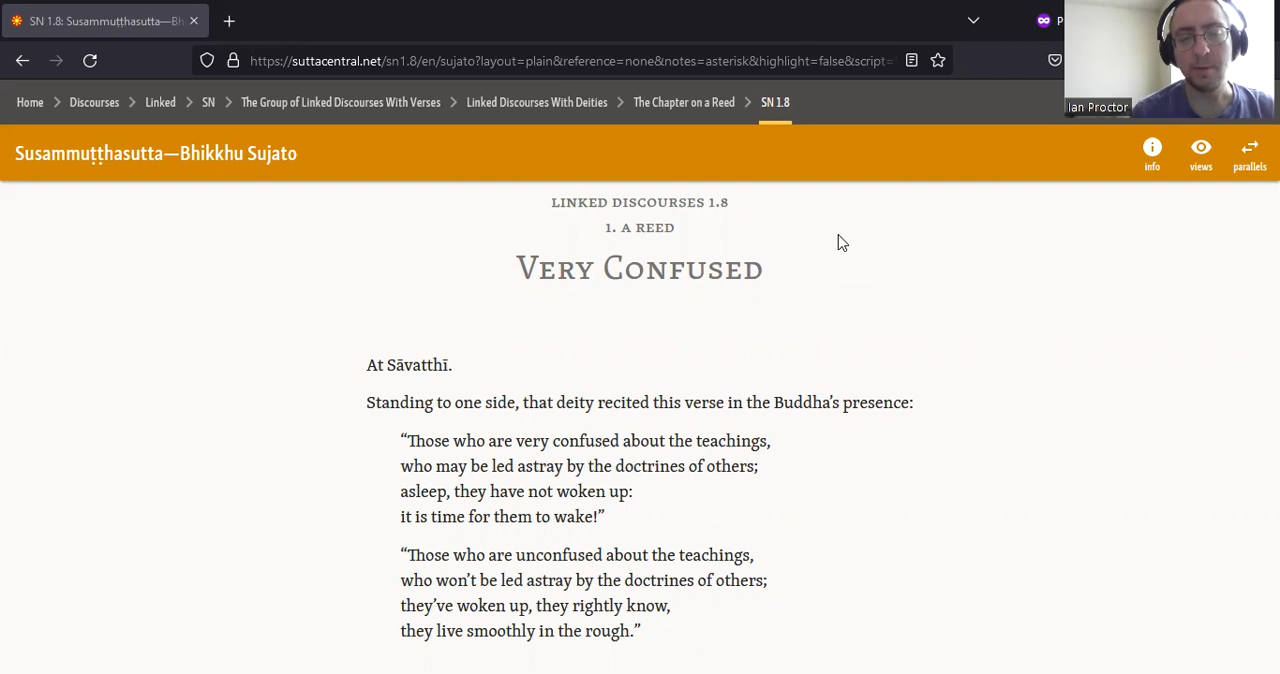 SN 1.8: Susammuṭṭhasutta—Bh
https://suttacentral.net/sn1.8/en/sujato?layout=plain&reference=none&notes=asterisk&highlight=false&script=
P
Ian Proctor
Home
Discourses
Linked
SN
The Group of Linked Discourses With Verses
Linked Discourses With Deities
The Chapter on a Reed
SN 1.8
Susammuṭṭhasutta—Bhikkhu Sujato
info
views
parallels
LINKED DISCOURSES 1.8
1. A REED
VERY CONFUSED
At Sāvatthī.
Standing to one side, that deity recited this verse in the Buddha’s presence:
“Those who are very confused about the teachings,
who may be led astray by the doctrines of others;
asleep, they have not woken up:
it is time for them to wake!”
“Those who are unconfused about the teachings,
who won’t be led astray by the doctrines of others;
they’ve woken up, they rightly know,
they live smoothly in the rough.”